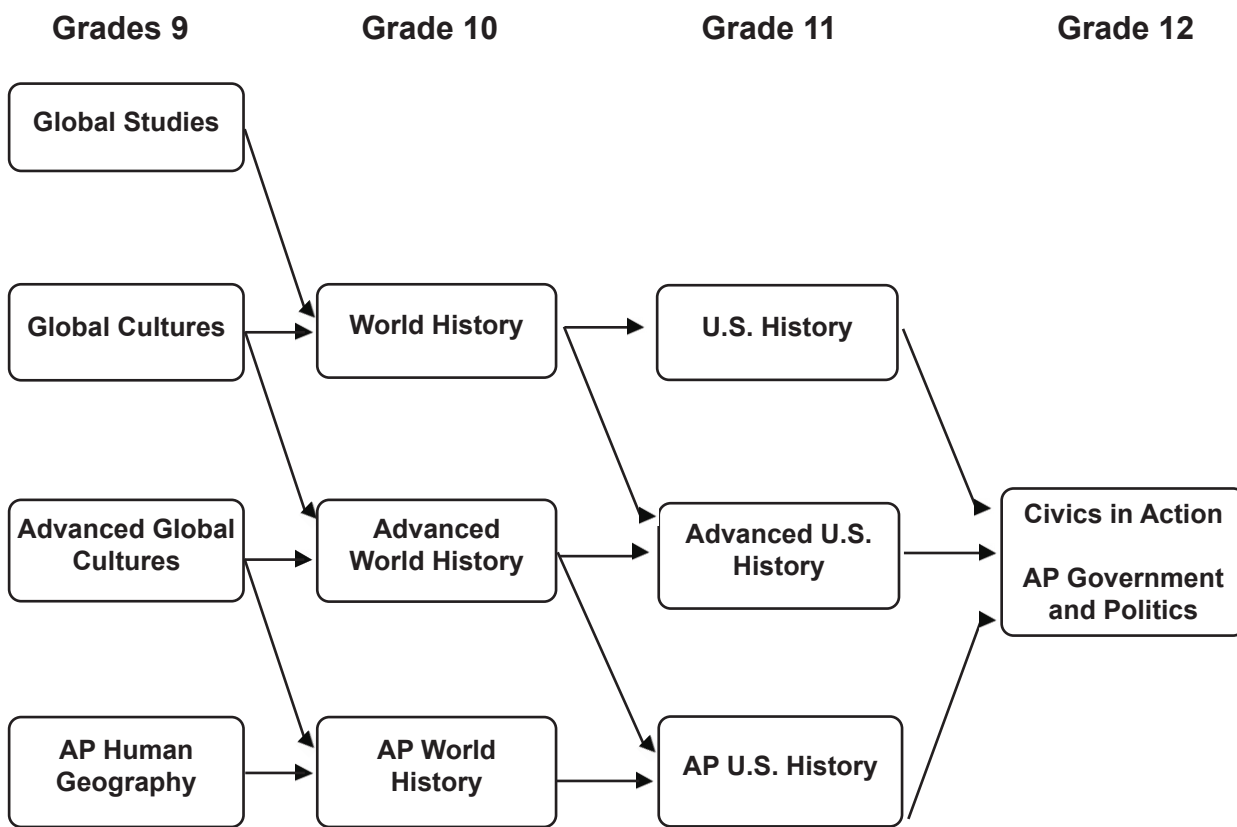 Grades 9
Grade 10
Grade 11
Grade 12
Global Studies
Global Cultures
World History
U.S. History
Advanced Global
Cultures
Advanced
World History
Advanced U.S.
History
Civics in Action
AP Government
and Politics
AP Human
Geography
AP World
History
AP U.S. History